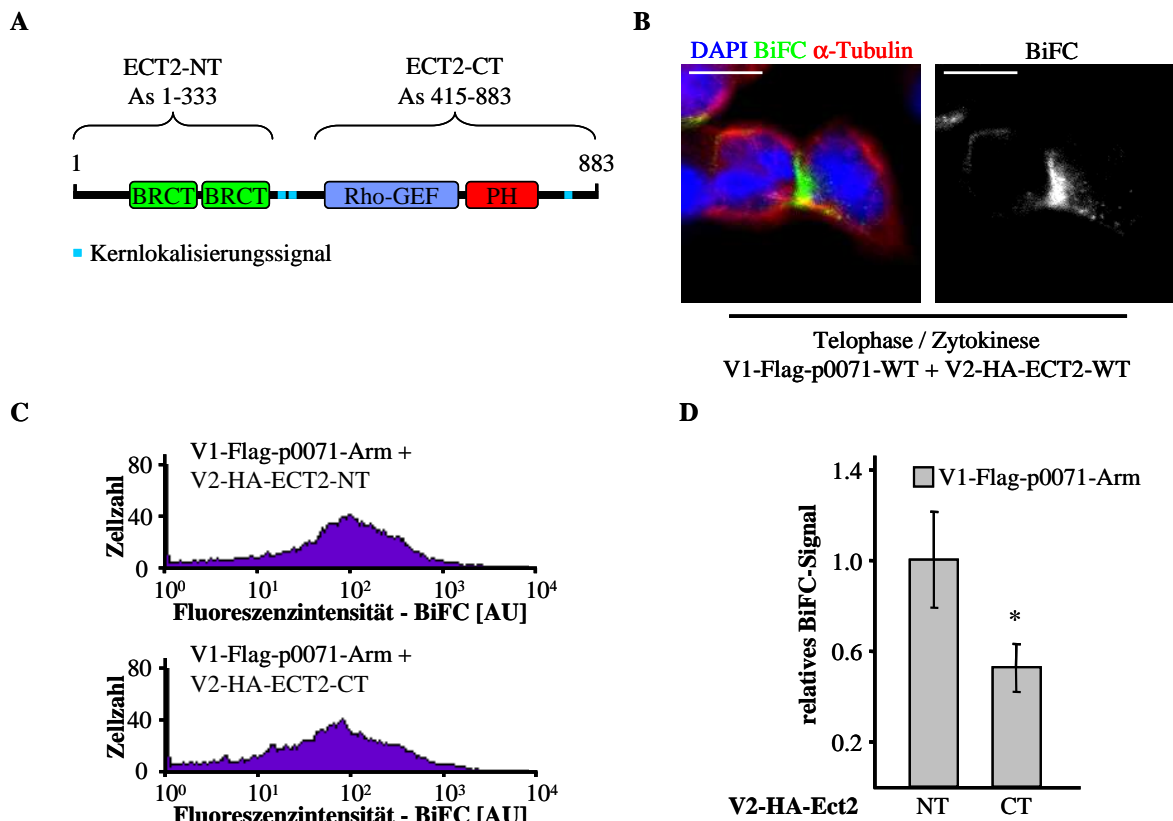 A
ECT2-NT
As 1-333
ECT2-CT
As 415-883
1
883
BRCT
BRCT
Rho-GEF
PH
Kernlokalisierungssignal
B
DAPI BiFC α-Tubulin
BiFC
Telophase / Zytokinese
V1-Flag-p0071-WT + V2-HA-ECT2-WT
C
V1-Flag-p0071-Arm +
V2-HA-ECT2-NT
Zellzahl
80
40
0
10⁰ 10¹ 10² 10³ 10⁴
Fluoreszenzintensität - BiFC [AU]
V1-Flag-p0071-Arm +
V2-HA-ECT2-CT
Zellzahl
80
40
0
10⁰ 10¹ 10² 10³ 10⁴
Fluoreszenzintensität - BiFC [AU]
D
V1-Flag-p0071-Arm
relatives BiFC-Signal
1.4
1.0
0.6
0.2
*
V2-HA-Ect2 NT CT